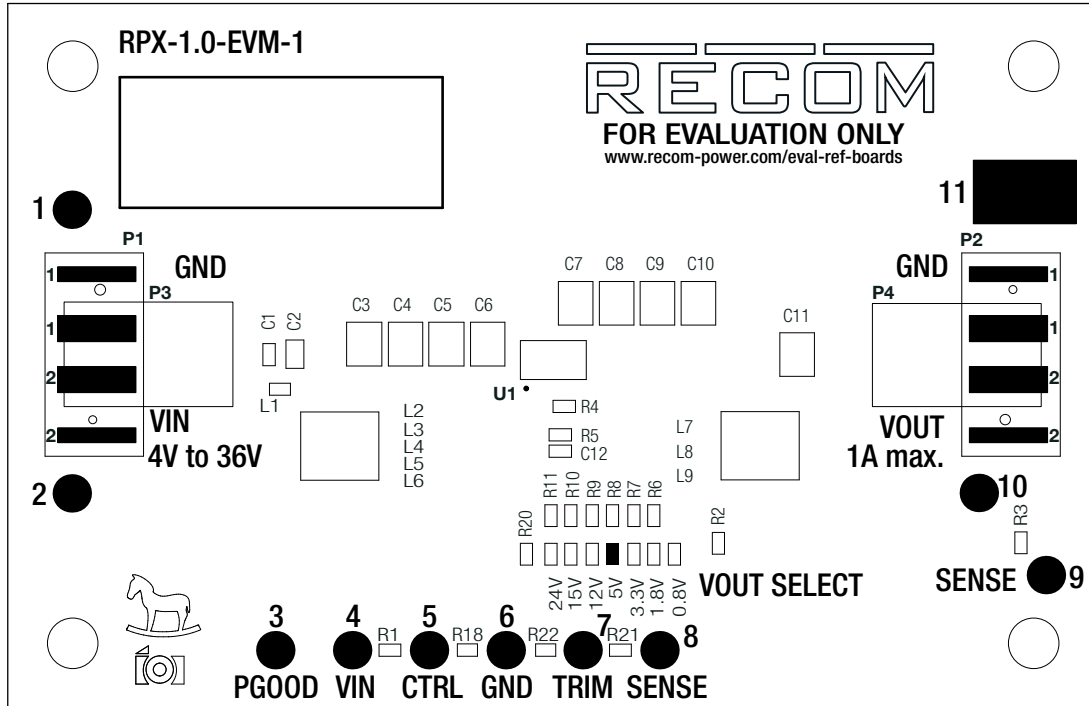 RPX-1.0-EVM-1
RECOM
FOR EVALUATION ONLY
www.recom-power.com/eval-ref-boards
1
11
P1
P2
GND
GND
1
1
P3
P4
1
1
2
2
2
2
C1
C2
C3
C4
C5
C6
C7
C8
C9
C10
C11
U1
L1
VIN
4V to 36V
VOUT
1A max.
L2
L3
L4
L5
L6
R4
R5
C12
L7
L8
L9
2
10
R20
R11
R10
R9
R8
R7
R6
R2
R3
24V
15V
12V
5V
3.3V
1.8V
0.8V
VOUT SELECT
SENSE
9
3
4
5
6
7
8
R1
R18
R22
R21
PGOOD
VIN
CTRL
GND
TRIM
SENSE